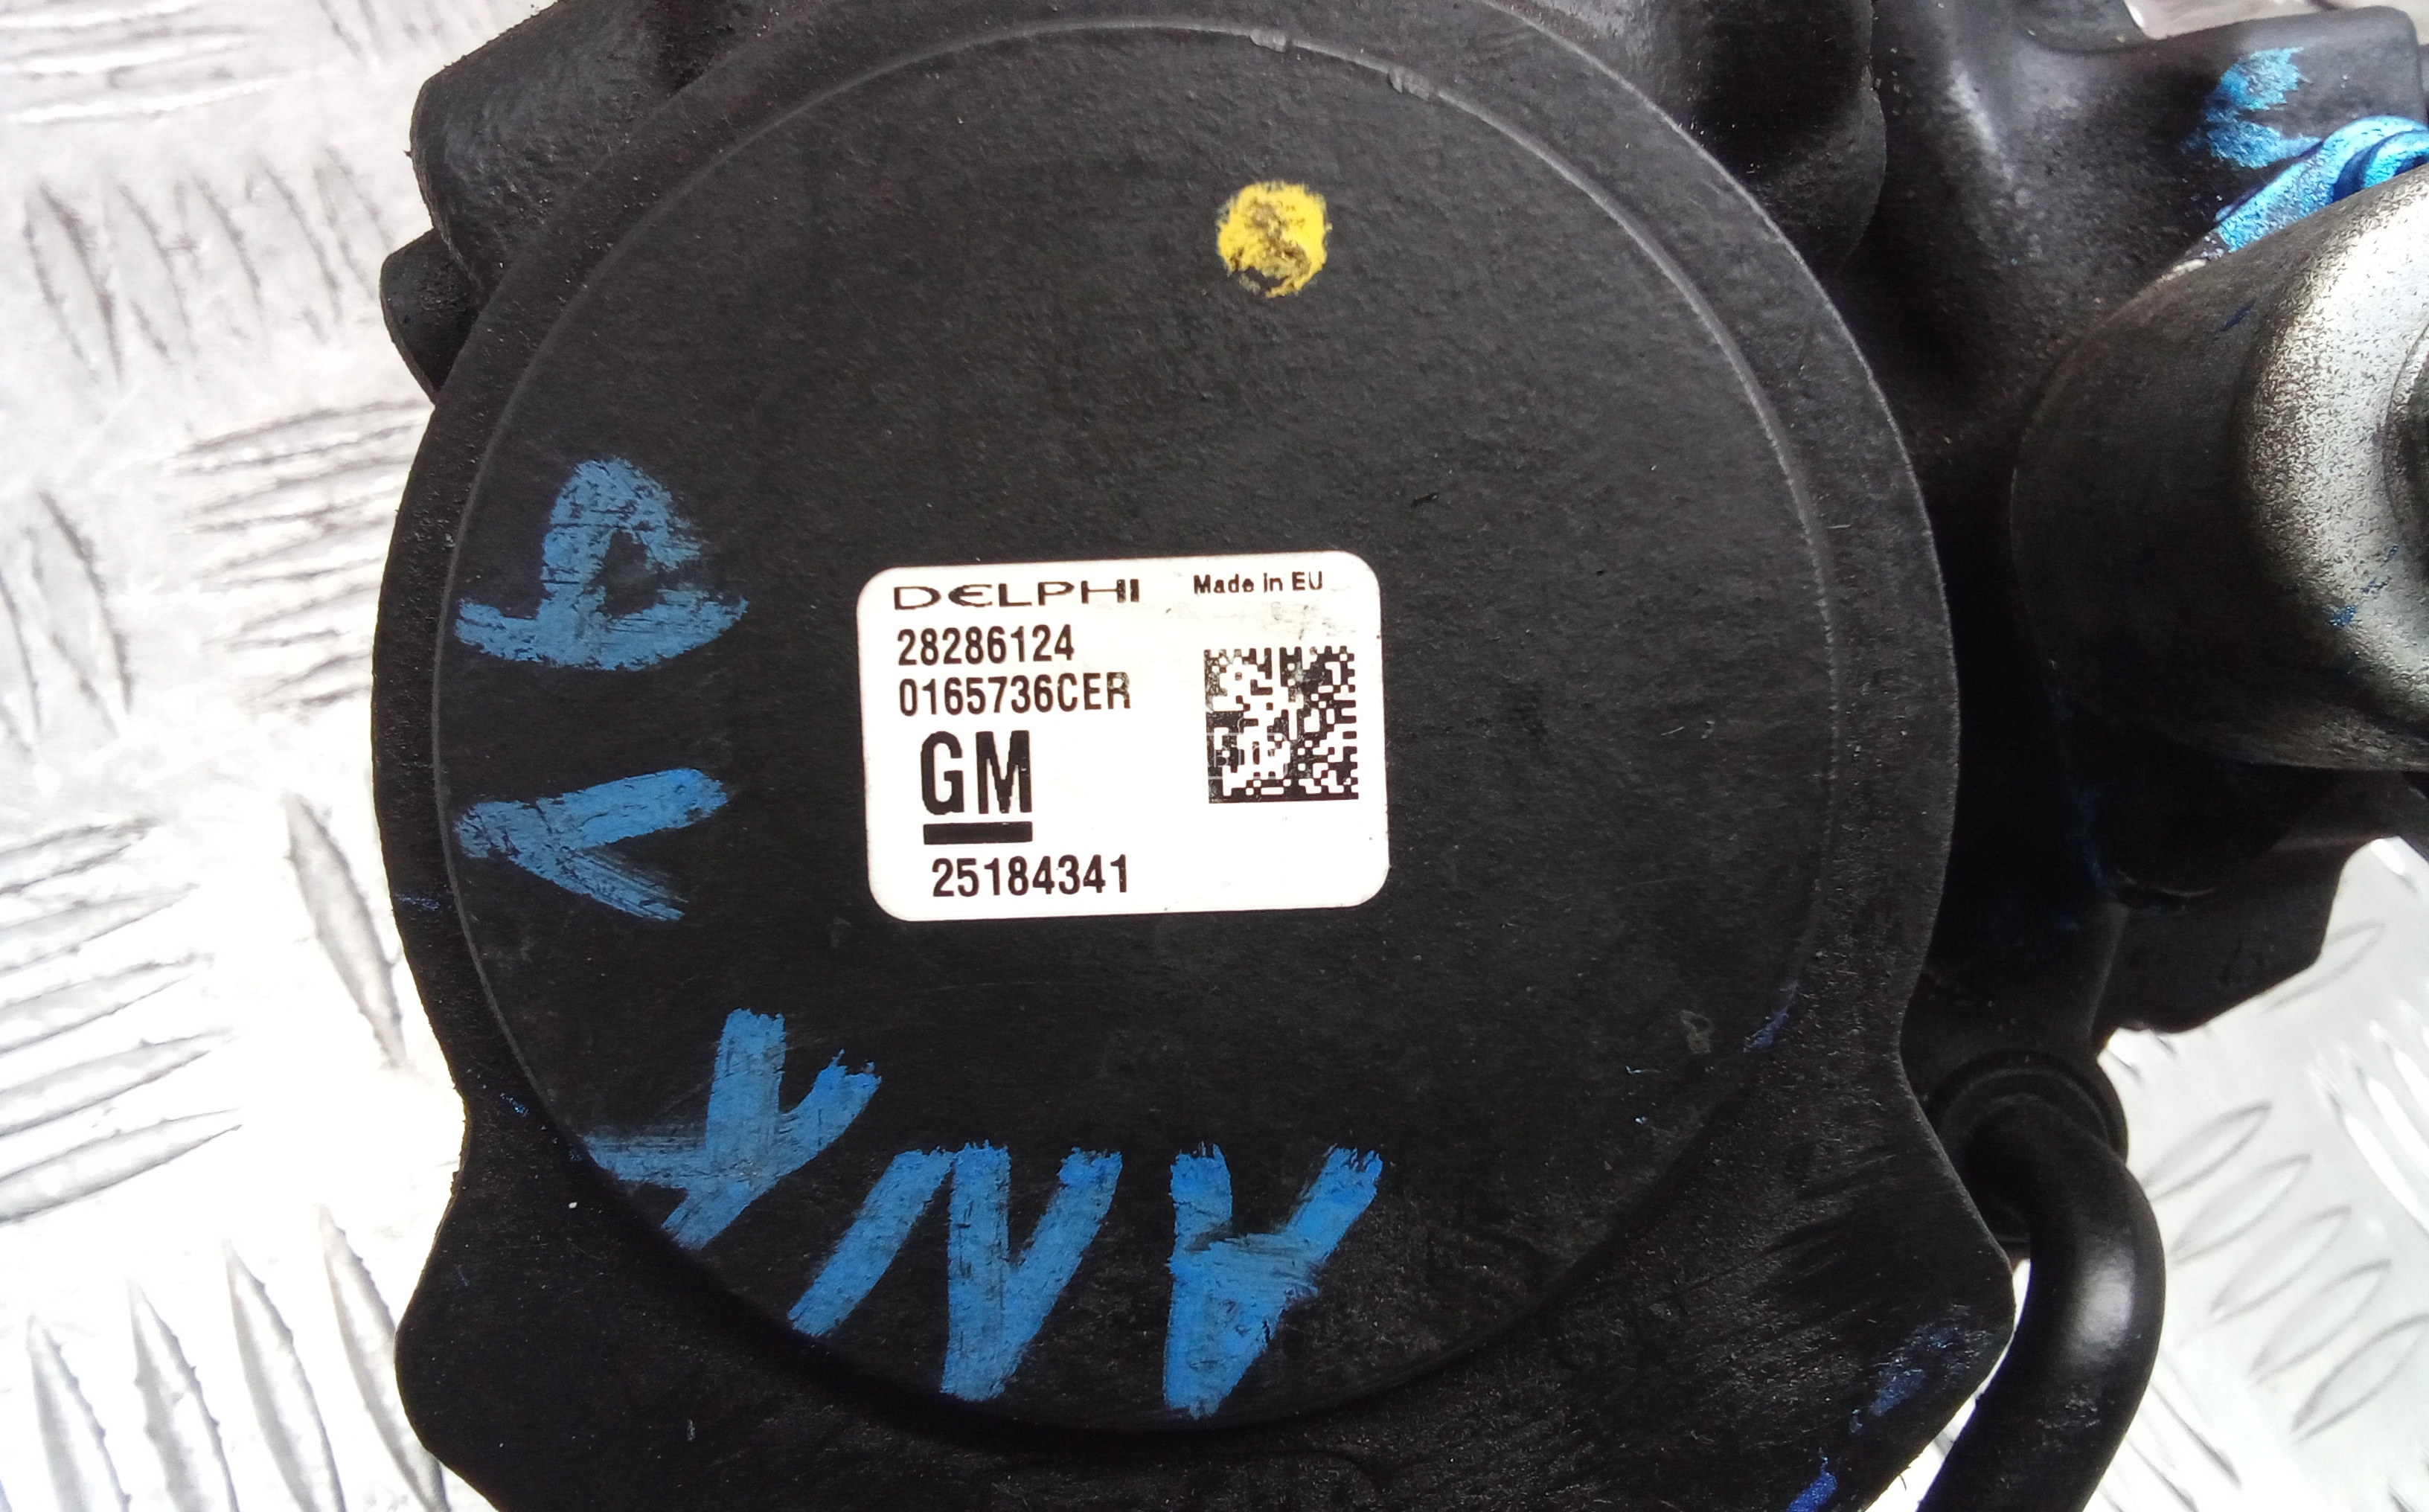 DELPHI Made in EU
28286124
0165736CER
GM
25184341